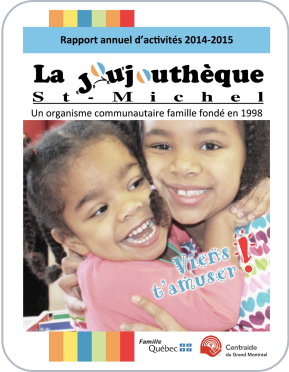 Rapport annuel d'activités 2014-2015
La Joujouthèque
St-Michel
Un organisme communautaire famille fondé en 1998
Viens
t'amuser !
Famille
Québec
Centraide
du Grand Montréal